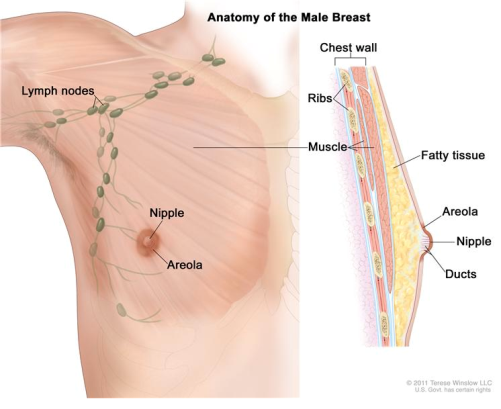 Anatomy of the Male Breast
Chest wall
Lymph nodes
Ribs
Muscle
Fatty tissue
Nipple
Areola
Areola
Nipple
Ducts
© 2011 Terese Winslow LLC
U.S. Govt. has certain rights